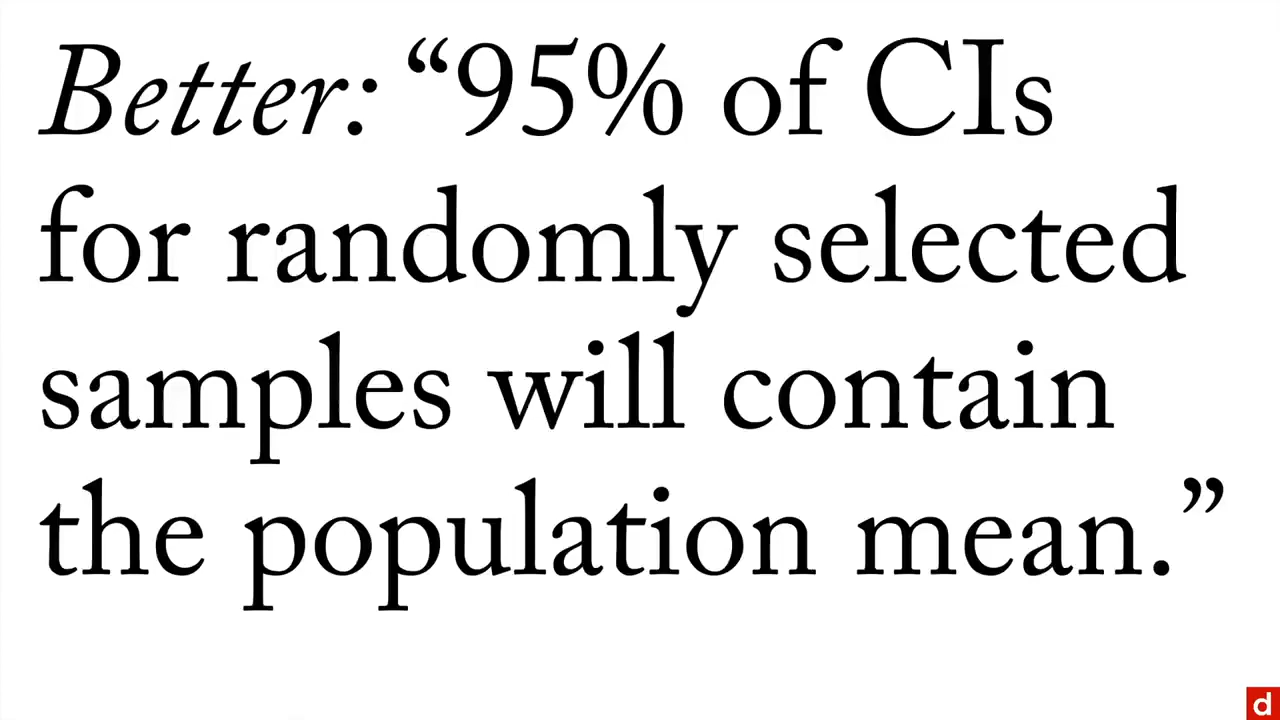 Better: “95% of CIs
for randomly selected
samples will contain
the population mean.”
d